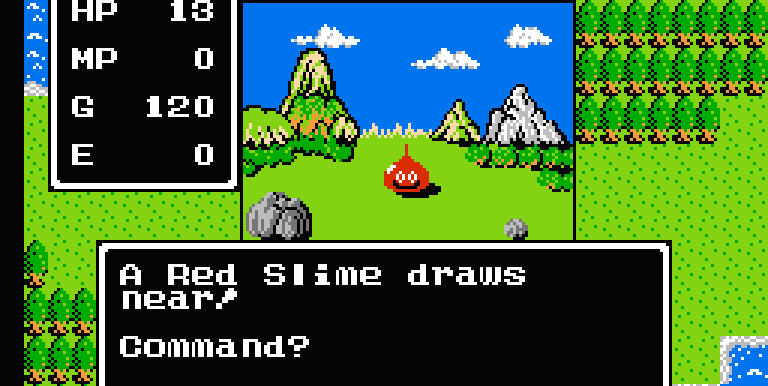 HP 13
MP 0
G 120
E 0
A Red Slime draws
near!
Command?